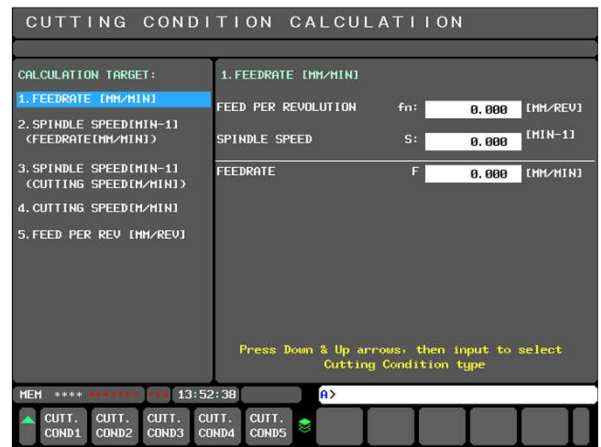 CUTTING CONDITION CALCULATIION
CALCULATION TARGET:
1.FEEDRATE [MM/MIN]
2.SPINDLE SPEED[MIN-1]
(FEEDRATE[MM/MIN])
3.SPINDLE SPEED[MIN-1]
(CUTTING SPEED[M/MIN])
4.CUTTING SPEED[M/MIN]
5.FEED PER REV [MM/REV]
1.FEEDRATE [MM/MIN]
FEED PER REVOLUTION fn: 0.000 [MM/REV]
SPINDLE SPEED S: 0.000 [MIN-1]
FEEDRATE F 0.000 [MM/MIN]
Press Down & Up arrows, then input to select
Cutting Condition type
MEM **** ******* *** 13:52:38
A>
CUTT. COND1
CUTT. COND2
CUTT. COND3
CUTT. COND4
CUTT. COND5